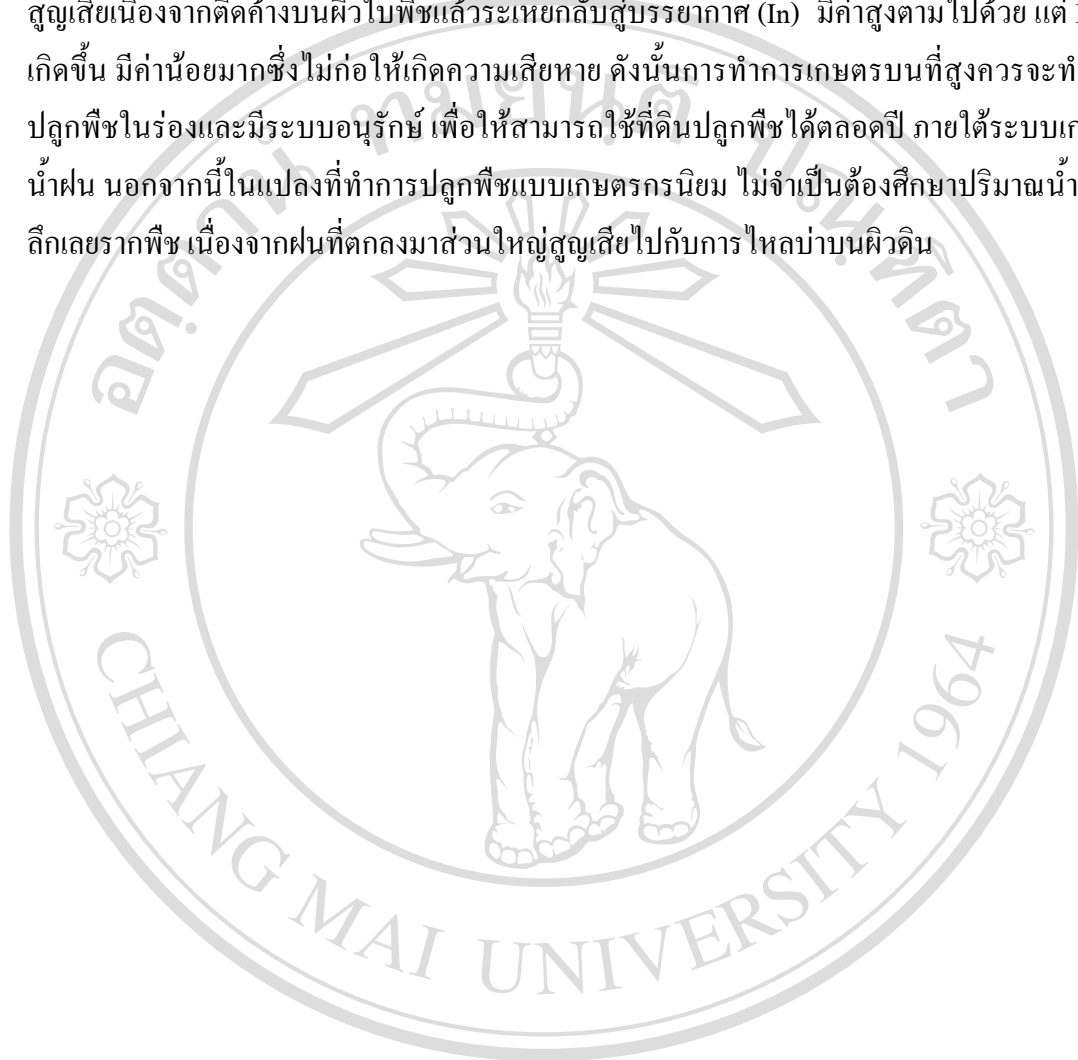 สูญเสียเนื่องจากติดค้างบนผิวใบพืชแล้วระเหยกลับสู่บรรยากาศ (In) มีค่าสูงตามไปด้วย แต่
เกิดขึ้น มีค่าน้อยมากซึ่งไม่ก่อให้เกิดความเสียหาย ดังนั้นการทำการเกษตรบนที่สูงควรจะทำ
ปลูกพืชในร่องและมีระบบอนุรักษ์ เพื่อให้สามารถใช้ที่ดินปลูกพืชได้ตลอดปี ภายใต้ระบบเก
น้ำฝน นอกจากนี้ในแปลงที่ทำการปลูกพืชแบบเกษตรกรนิยม ไม่จำเป็นต้องศึกษาปริมาณน้ำ
ลึกเลยรากพืช เนื่องจากฝนที่ตกลงมาส่วนใหญ่สูญเสียไปกับการไหลบ่าบนผิวดิน
อตฺตานํ ทมยนฺติ ปณฺฑิตา
CHIANG MAI UNIVERSITY 1964